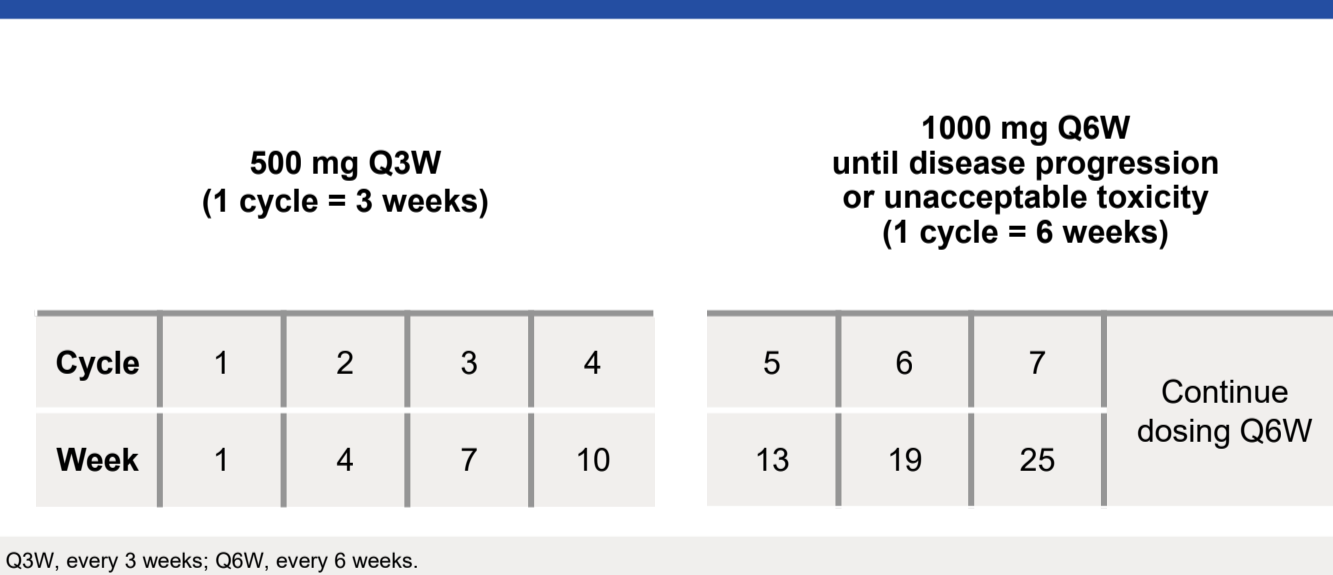 500 mg Q3W
(1 cycle = 3 weeks)
1000 mg Q6W
until disease progression
or unacceptable toxicity
(1 cycle = 6 weeks)
Cycle 1 2 3 4 5 6 7
Week 1 4 7 10 13 19 25
Continue
dosing Q6W
Q3W, every 3 weeks; Q6W, every 6 weeks.